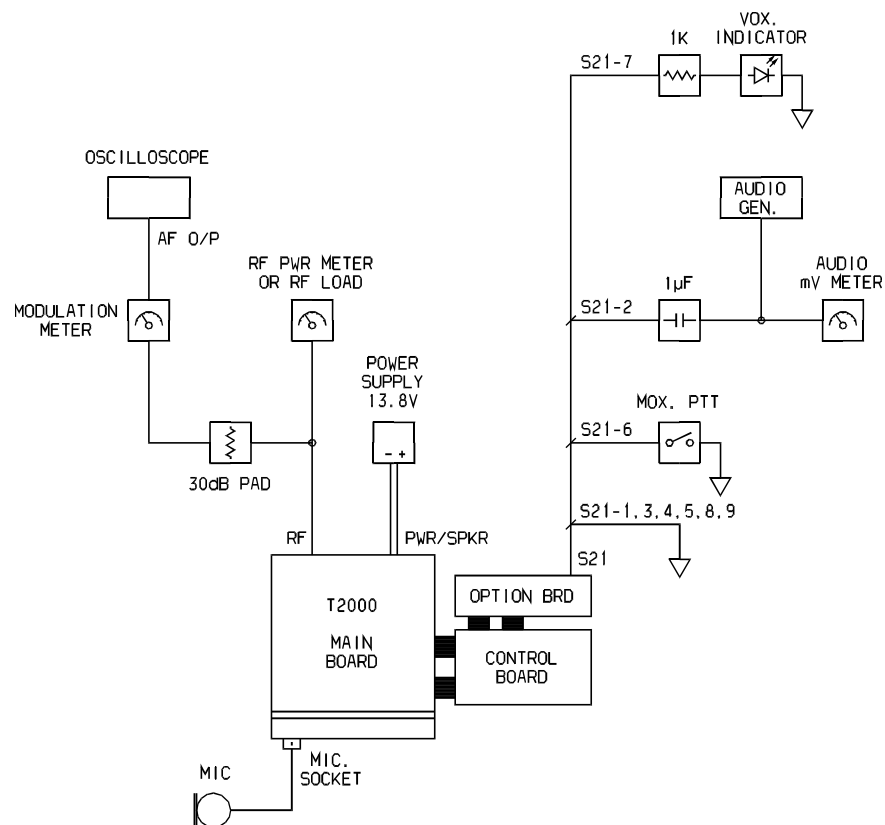 VOX.
INDICATOR
1K
S21-7
OSCILLOSCOPE
AUDIO
GEN.
AF O/P
RF PWR METER
OR RF LOAD
AUDIO
mV METER
1µF
S21-2
MODULATION
METER
POWER
SUPPLY
13.8V
MOX. PTT
S21-6
- +
30dB PAD
S21-1,3,4,5,8,9
RF
PWR/SPKR
S21
OPTION BRD
T2000
MAIN
BOARD
CONTROL
BOARD
MIC.
SOCKET
MIC